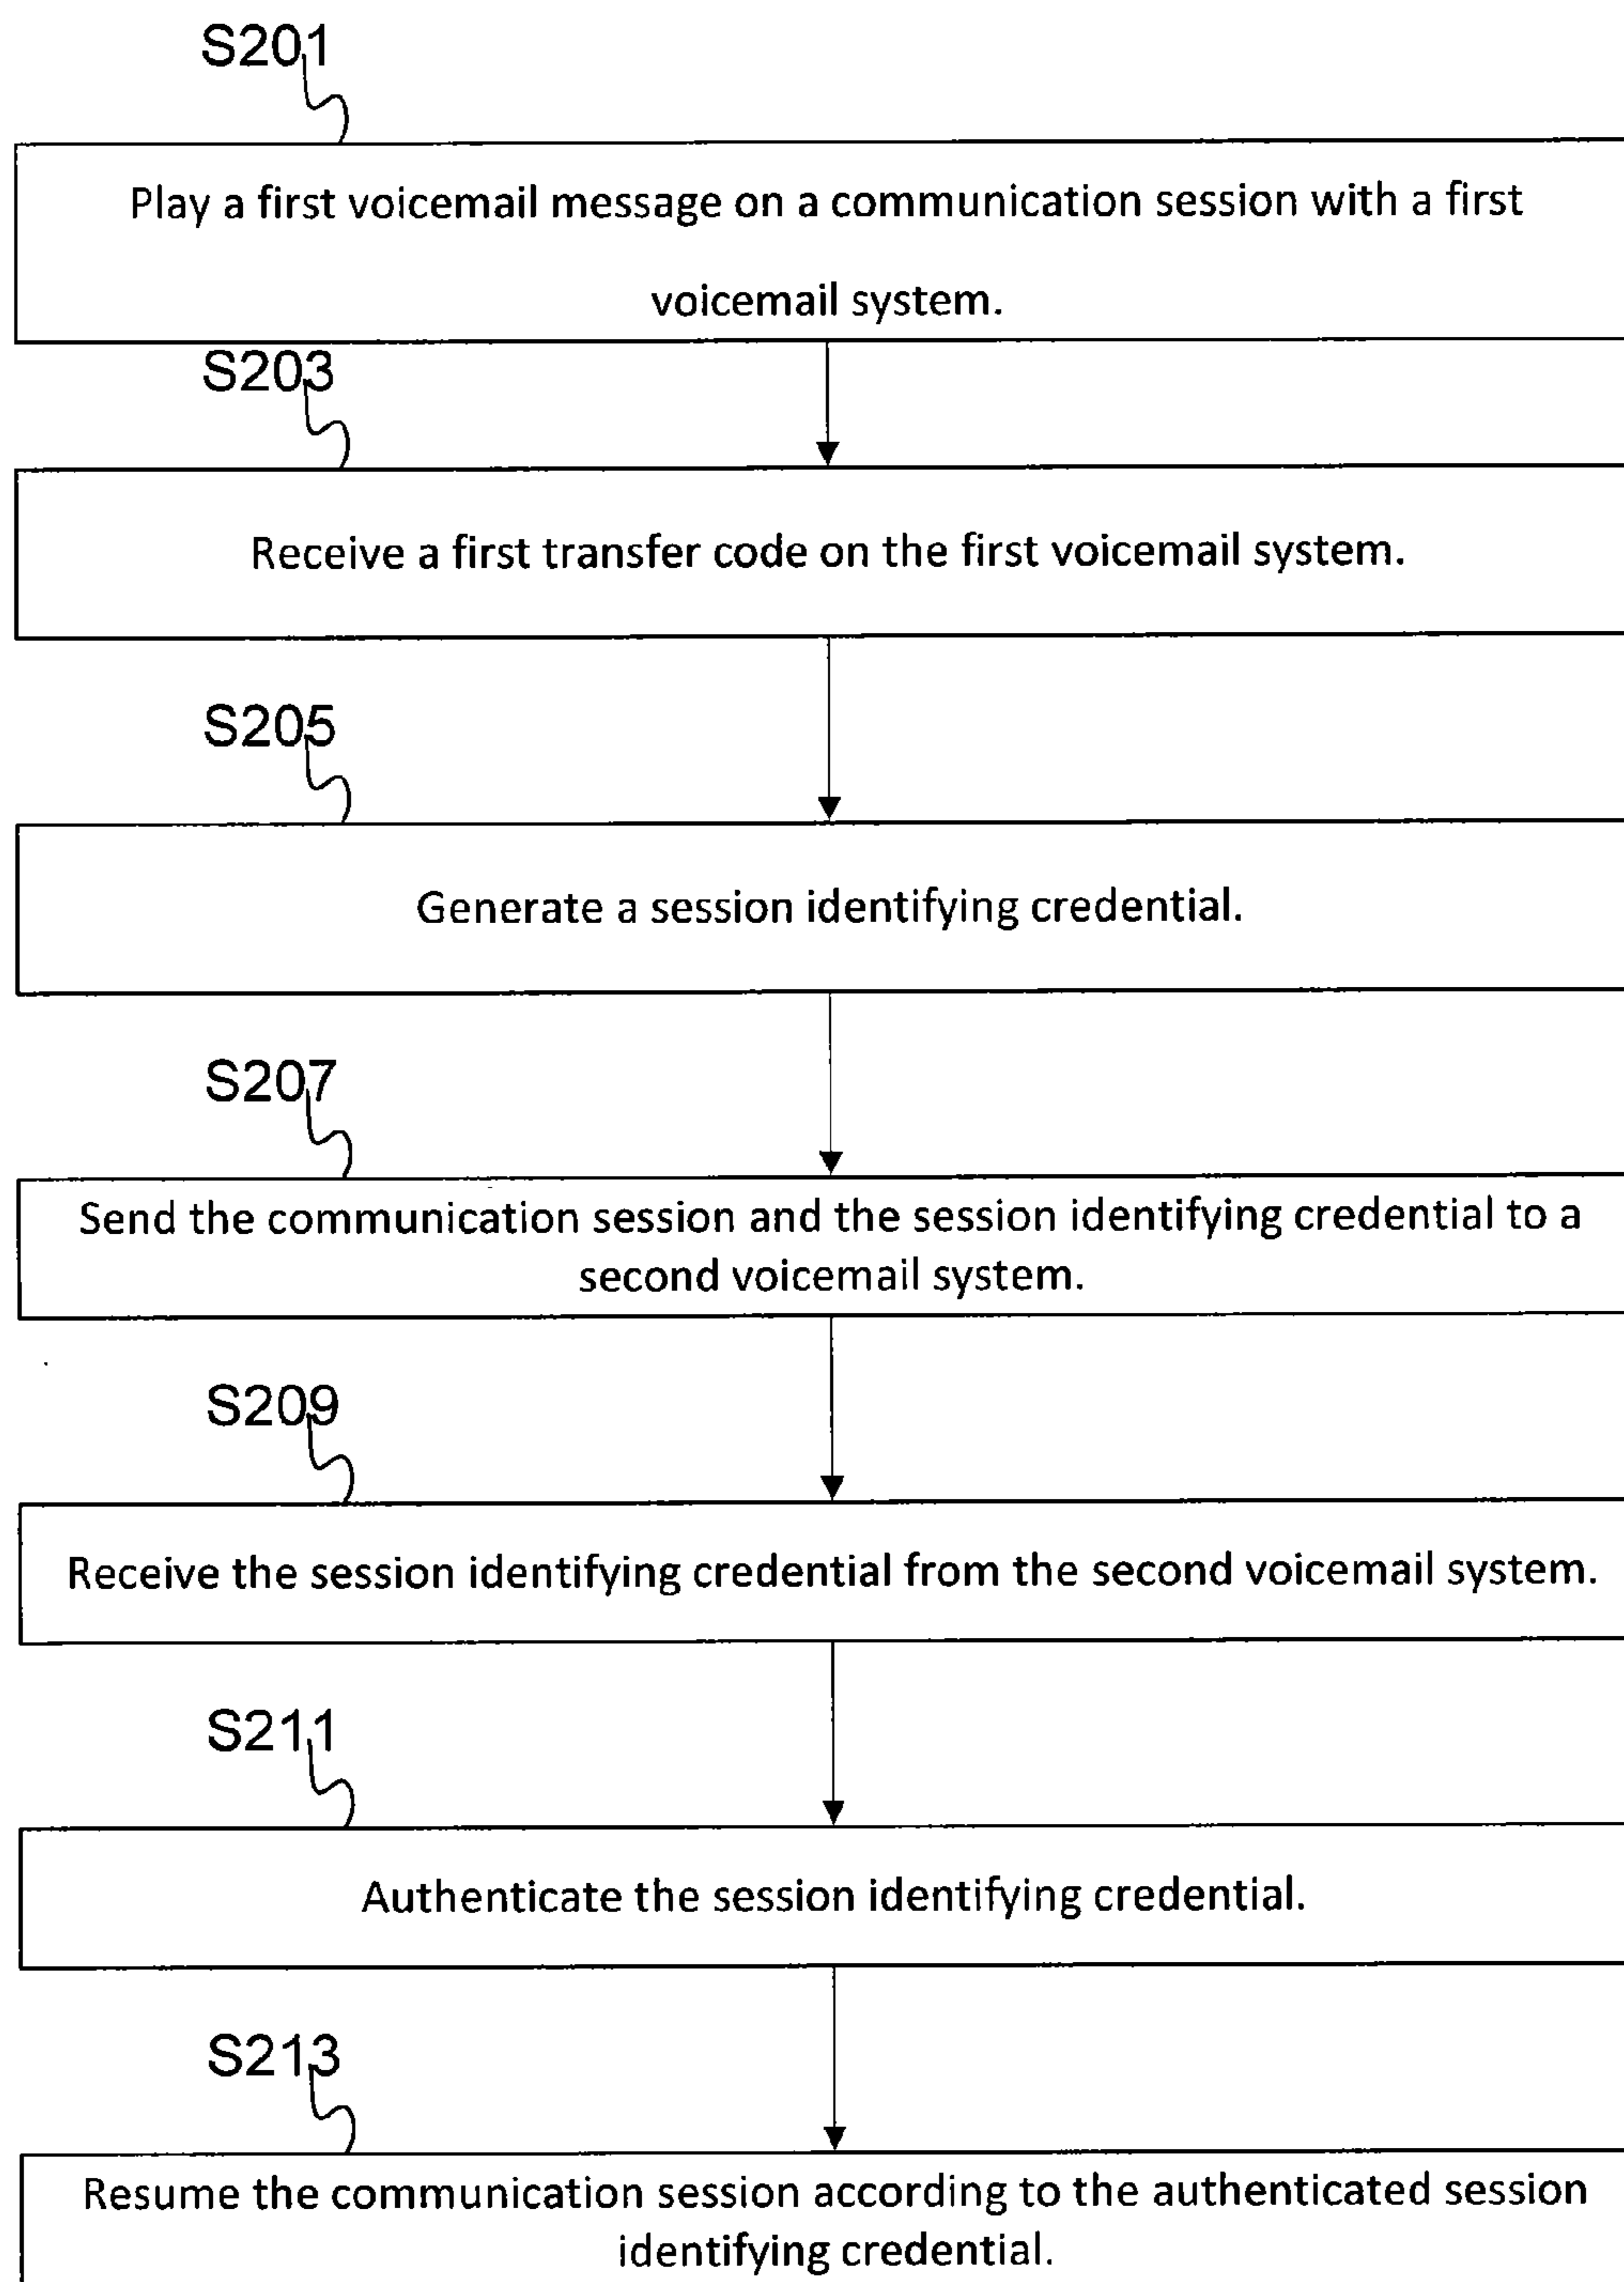 S201
Play a first voicemail message on a communication session with a first
voicemail system.
S203
Receive a first transfer code on the first voicemail system.
S205
Generate a session identifying credential.
S207
Send the communication session and the session identifying credential to a
second voicemail system.
S209
Receive the session identifying credential from the second voicemail system.
S211
Authenticate the session identifying credential.
S213
Resume the communication session according to the authenticated session
identifying credential.